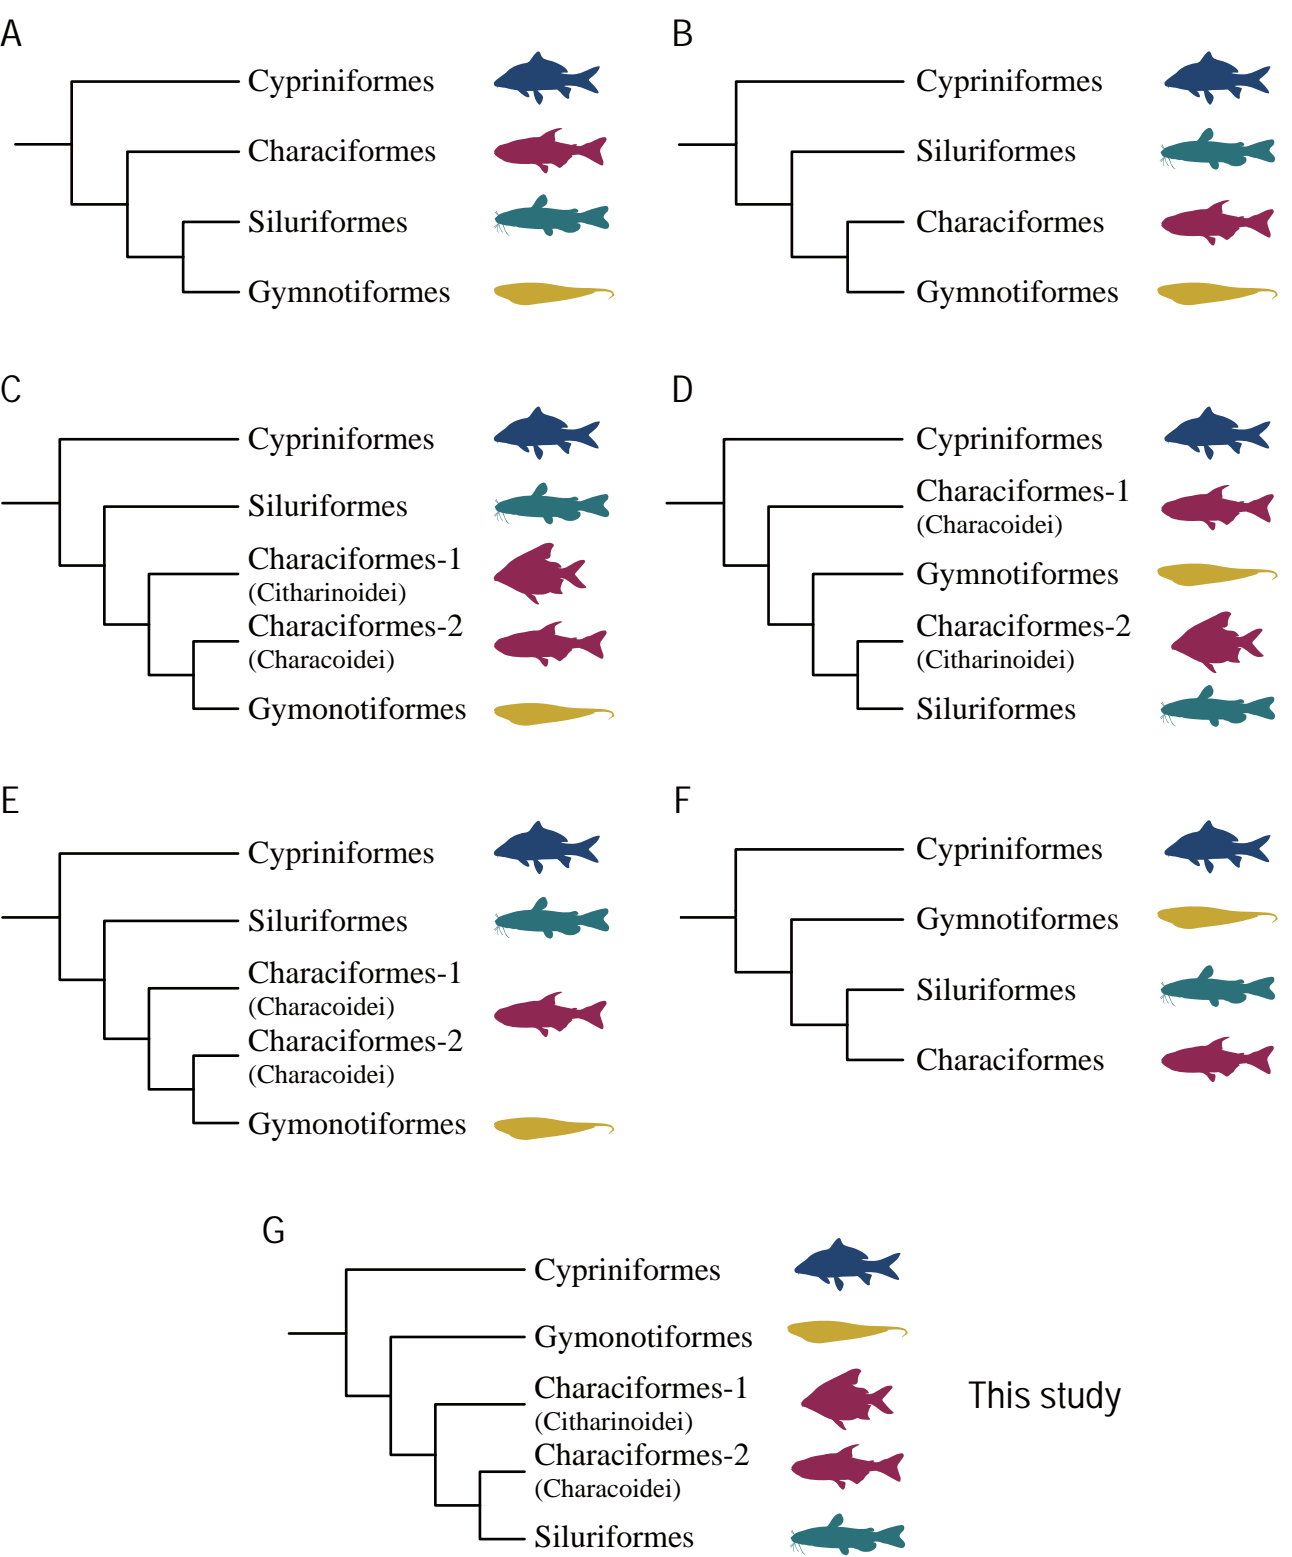 A
Cypriniformes
Characiformes
Siluriformes
Gymnotiformes
B
Cypriniformes
Siluriformes
Characiformes
Gymnotiformes
C
Cypriniformes
Siluriformes
Characiformes-1
(Citharinoidei)
Characiformes-2
(Characoidei)
Gymonotiformes
D
Cypriniformes
Characiformes-1
(Characoidei)
Gymnotiformes
Characiformes-2
(Citharinoidei)
Siluriformes
E
Cypriniformes
Siluriformes
Characiformes-1
(Characoidei)
Characiformes-2
(Characoidei)
Gymonotiformes
F
Cypriniformes
Gymnotiformes
Siluriformes
Characiformes
G
Cypriniformes
Gymonotiformes
Characiformes-1
(Citharinoidei)
Characiformes-2
(Characoidei)
Siluriformes
This study